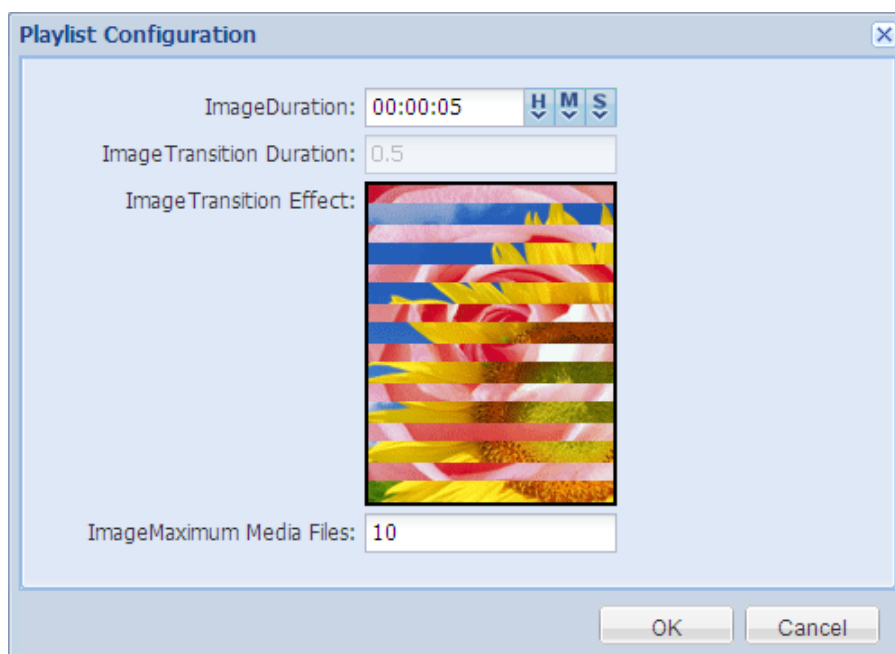 Playlist Configuration
ImageDuration: 00:00:05 H M S
ImageTransition Duration: 0.5
ImageTransition Effect:
ImageMaximum Media Files: 10
OK Cancel